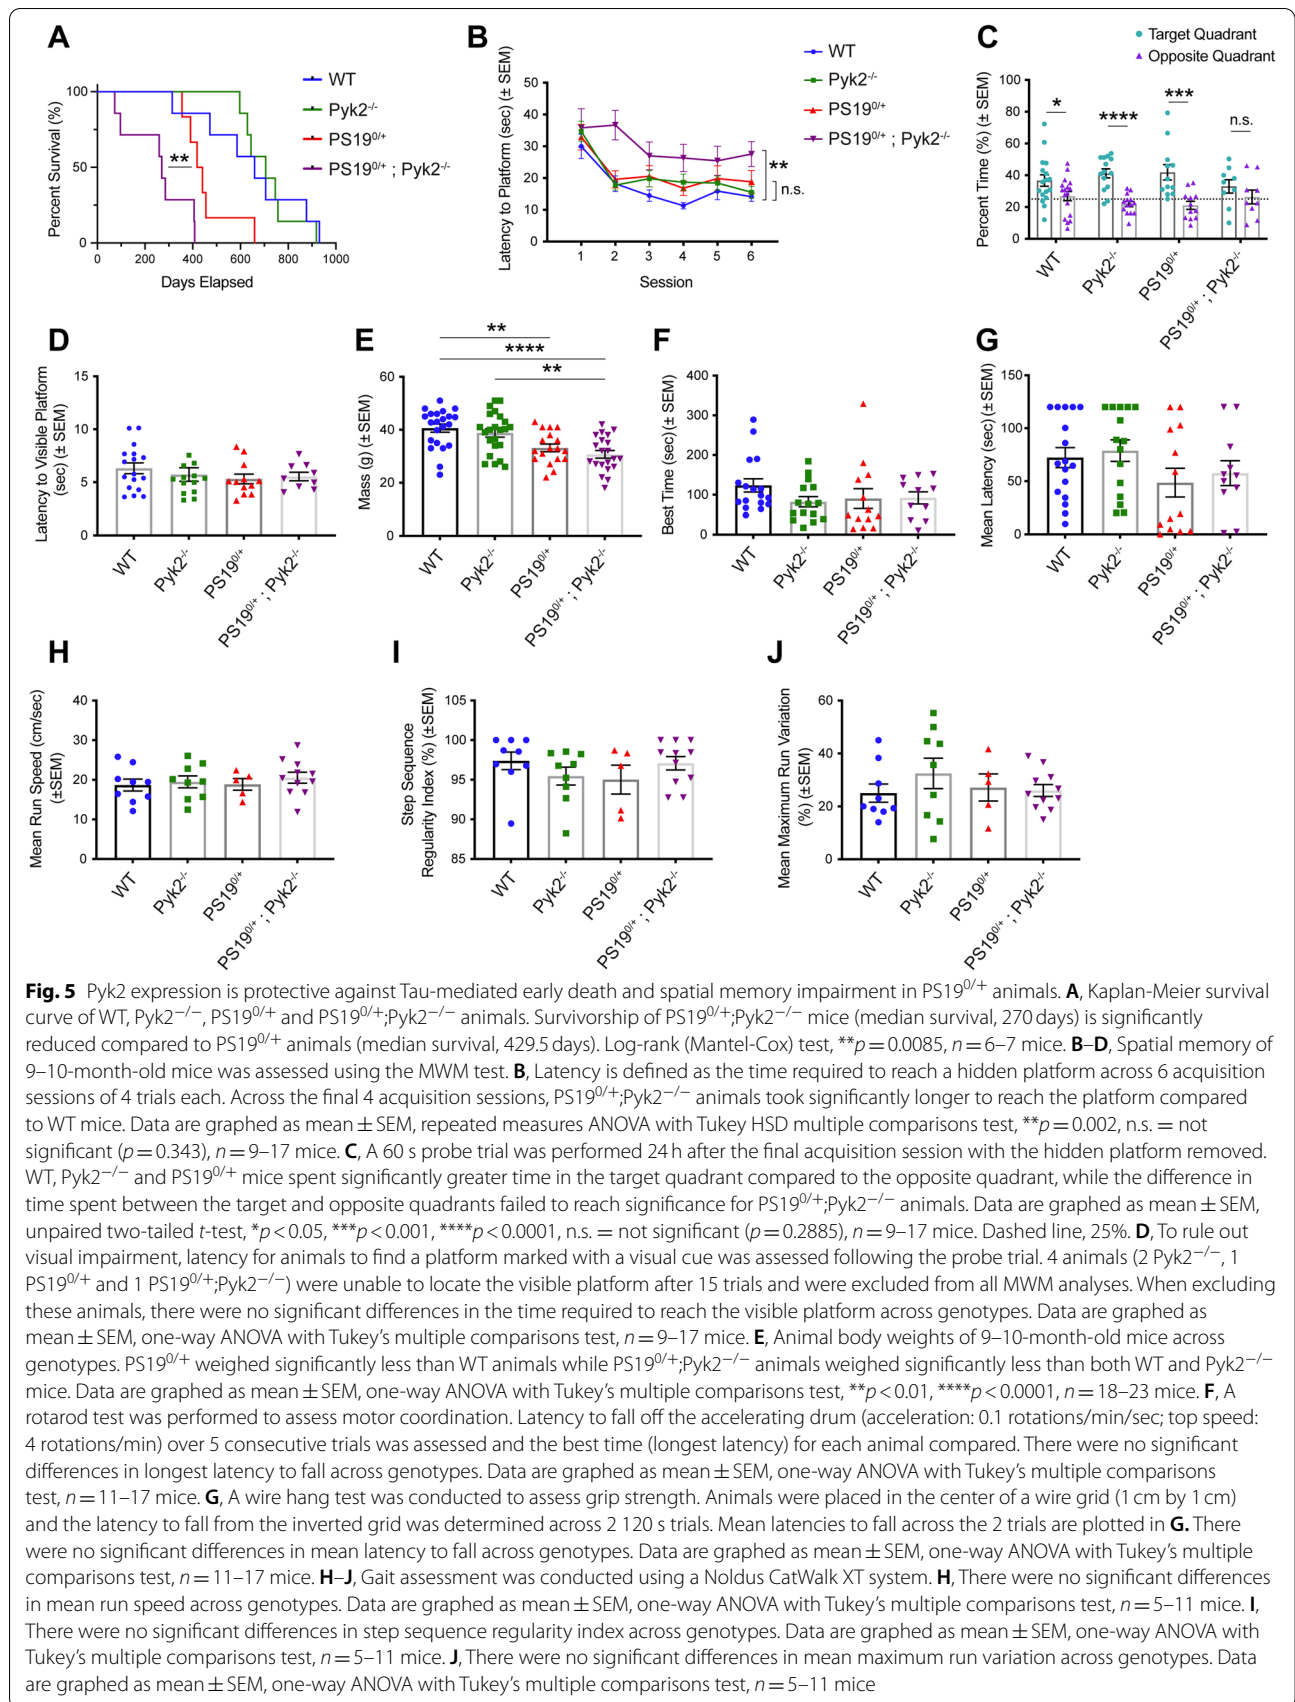 A
WT
Pyk2-/-
PS190/+
PS190/+ ; Pyk2-/-
Percent Survival (%)
100
50
0
**
0 200 400 600 800 1000
Days Elapsed
B
WT
Pyk2-/-
PS190/+
PS190/+ ; Pyk2-/-
Latency to Platform (sec) (± SEM)
50
40
30
20
10
0
**
n.s.
1 2 3 4 5 6
Session
C
Target Quadrant
Opposite Quadrant
Percent Time (%) (± SEM)
100
80
60
40
20
0
* **** *** n.s.
WT
Pyk2-/-
PS190/+
PS190/+ ; Pyk2-/-
D
Latency to Visible Platform
(sec) (± SEM)
15
10
5
0
WT
Pyk2-/-
PS190/+
PS190/+ ; Pyk2-/-
E
Mass (g) (± SEM)
**
****
**
60
40
20
0
WT
Pyk2-/-
PS190/+
PS190/+ ; Pyk2-/-
F
Best Time (sec)(± SEM)
400
300
200
100
0
WT
Pyk2-/-
PS190/+
PS190/+ ; Pyk2-/-
G
Mean Latency (sec)(± SEM)
150
100
50
0
WT
Pyk2-/-
PS190/+
PS190/+ ; Pyk2-/-
H
Mean Run Speed (cm/sec)
(±SEM)
40
30
20
10
0
WT
Pyk2-/-
PS190/+
PS190/+ ; Pyk2-/-
I
Step Sequence
Regularity Index (%) (±SEM)
105
100
95
90
85
WT
Pyk2-/-
PS190/+
PS190/+ ; Pyk2-/-
J
Mean Maximum Run Variation
(%) (±SEM)
60
40
20
0
WT
Pyk2-/-
PS190/+
PS190/+ ; Pyk2-/-
Fig. 5 Pyk2 expression is protective against Tau-mediated early death and spatial memory impairment in PS190/+ animals. A, Kaplan-Meier survival
curve of WT, Pyk2−/−, PS190/+ and PS190/+;Pyk2−/− animals. Survivorship of PS190/+;Pyk2−/− mice (median survival, 270 days) is significantly
reduced compared to PS190/+ animals (median survival, 429.5 days). Log-rank (Mantel-Cox) test, **p = 0.0085, n = 6–7 mice. B–D, Spatial memory of
9–10-month-old mice was assessed using the MWM test. B, Latency is defined as the time required to reach a hidden platform across 6 acquisition
sessions of 4 trials each. Across the final 4 acquisition sessions, PS190/+;Pyk2−/− animals took significantly longer to reach the platform compared
to WT mice. Data are graphed as mean ± SEM, repeated measures ANOVA with Tukey HSD multiple comparisons test, **p = 0.002, n.s. = not
significant (p = 0.343), n = 9–17 mice. C, A 60 s probe trial was performed 24 h after the final acquisition session with the hidden platform removed.
WT, Pyk2−/− and PS190/+ mice spent significantly greater time in the target quadrant compared to the opposite quadrant, while the difference in
time spent between the target and opposite quadrants failed to reach significance for PS190/+;Pyk2−/− animals. Data are graphed as mean ± SEM,
unpaired two-tailed t-test, *p < 0.05, ***p < 0.001, ****p < 0.0001, n.s. = not significant (p = 0.2885), n = 9–17 mice. Dashed line, 25%. D, To rule out
visual impairment, latency for animals to find a platform marked with a visual cue was assessed following the probe trial. 4 animals (2 Pyk2−/−, 1
PS190/+ and 1 PS190/+;Pyk2−/−) were unable to locate the visible platform after 15 trials and were excluded from all MWM analyses. When excluding
these animals, there were no significant differences in the time required to reach the visible platform across genotypes. Data are graphed as
mean ± SEM, one-way ANOVA with Tukey's multiple comparisons test, n = 9–17 mice. E, Animal body weights of 9–10-month-old mice across
genotypes. PS190/+ weighed significantly less than WT animals while PS190/+;Pyk2−/− animals weighed significantly less than both WT and Pyk2−/−
mice. Data are graphed as mean ± SEM, one-way ANOVA with Tukey's multiple comparisons test, **p < 0.01, ****p < 0.0001, n = 18–23 mice. F, A
rotarod test was performed to assess motor coordination. Latency to fall off the accelerating drum (acceleration: 0.1 rotations/min/sec; top speed:
4 rotations/min) over 5 consecutive trials was assessed and the best time (longest latency) for each animal compared. There were no significant
differences in longest latency to fall across genotypes. Data are graphed as mean ± SEM, one-way ANOVA with Tukey's multiple comparisons
test, n = 11–17 mice. G, A wire hang test was conducted to assess grip strength. Animals were placed in the center of a wire grid (1 cm by 1 cm)
and the latency to fall from the inverted grid was determined across 2 120 s trials. Mean latencies to fall across the 2 trials are plotted in G. There
were no significant differences in mean latency to fall across genotypes. Data are graphed as mean ± SEM, one-way ANOVA with Tukey's multiple
comparisons test, n = 11–17 mice. H–J, Gait assessment was conducted using a Noldus CatWalk XT system. H, There were no significant differences
in mean run speed across genotypes. Data are graphed as mean ± SEM, one-way ANOVA with Tukey's multiple comparisons test, n = 5–11 mice. I,
There were no significant differences in step sequence regularity index across genotypes. Data are graphed as mean ± SEM, one-way ANOVA with
Tukey's multiple comparisons test, n = 5–11 mice. J, There were no significant differences in mean maximum run variation across genotypes. Data
are graphed as mean ± SEM, one-way ANOVA with Tukey's multiple comparisons test, n = 5–11 mice